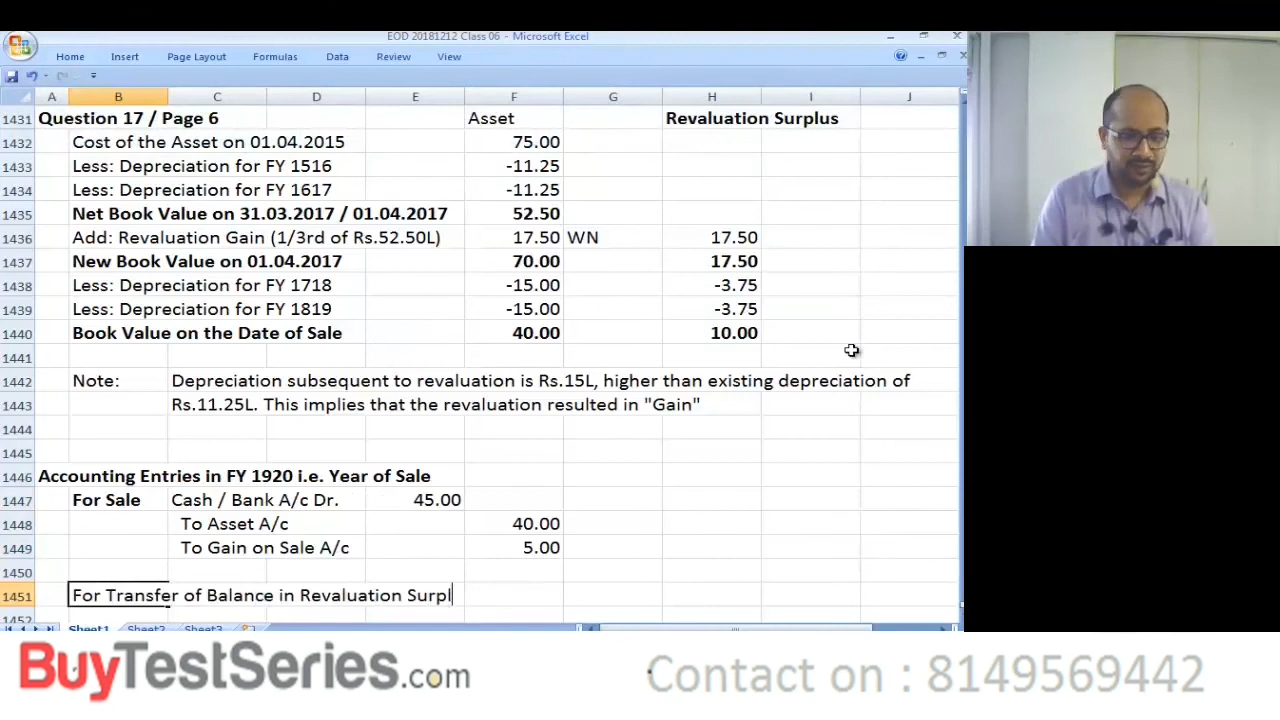 EOD 20181212 Class 06 - Microsoft Excel
Home Insert Page Layout Formulas Data Review View
A B C D E F G H I J
1431 Question 17 / Page 6 Asset Revaluation Surplus
1432 Cost of the Asset on 01.04.2015 75.00
1433 Less: Depreciation for FY 1516 -11.25
1434 Less: Depreciation for FY 1617 -11.25
1435 Net Book Value on 31.03.2017 / 01.04.2017 52.50
1436 Add: Revaluation Gain (1/3rd of Rs.52.50L) 17.50 WN 17.50
1437 New Book Value on 01.04.2017 70.00 17.50
1438 Less: Depreciation for FY 1718 -15.00 -3.75
1439 Less: Depreciation for FY 1819 -15.00 -3.75
1440 Book Value on the Date of Sale 40.00 10.00
1441
1442 Note: Depreciation subsequent to revaluation is Rs.15L, higher than existing depreciation of
1443 Rs.11.25L. This implies that the revaluation resulted in "Gain"
1444
1445
1446 Accounting Entries in FY 1920 i.e. Year of Sale
1447 For Sale Cash / Bank A/c Dr. 45.00
1448 To Asset A/c 40.00
1449 To Gain on Sale A/c 5.00
1450
1451 For Transfer of Balance in Revaluation Surpl
1452
Sheet1 Sheet2 Sheet3
BuyTestSeries.com Contact on : 8149569442